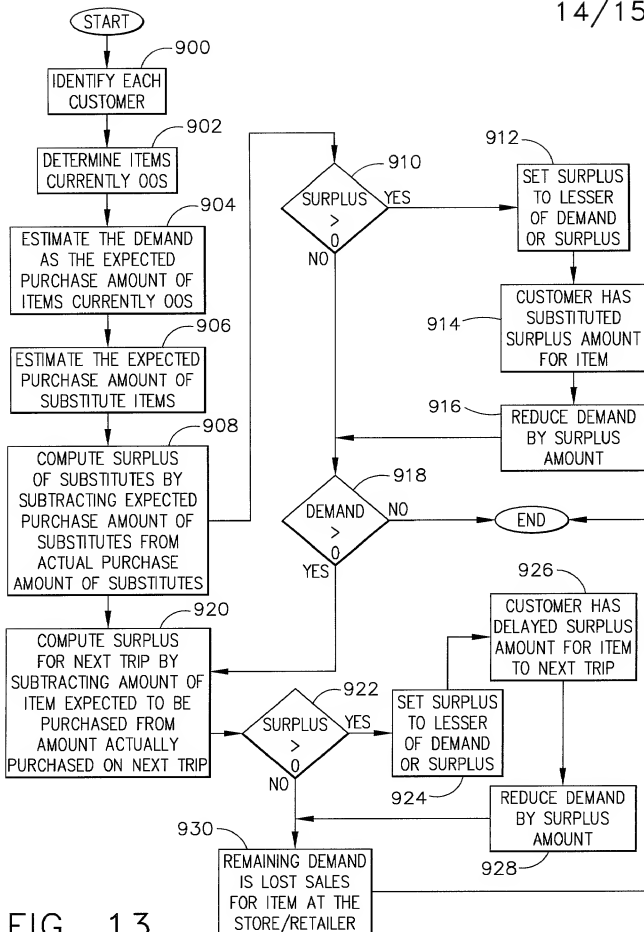 14/15
START
900
IDENTIFY EACH
CUSTOMER
902
DETERMINE ITEMS
CURRENTLY OOS
904
ESTIMATE THE DEMAND
AS THE EXPECTED
PURCHASE AMOUNT OF
ITEMS CURRENTLY OOS
906
ESTIMATE THE EXPECTED
PURCHASE AMOUNT OF
SUBSTITUTE ITEMS
908
COMPUTE SURPLUS
OF SUBSTITUTES BY
SUBTRACTING EXPECTED
PURCHASE AMOUNT OF
SUBSTITUTES FROM
ACTUAL PURCHASE
AMOUNT OF SUBSTITUTES
910
SURPLUS
>
0
YES
NO
912
SET SURPLUS
TO LESSER
OF DEMAND
OR SURPLUS
914
CUSTOMER HAS
SUBSTITUTED
SURPLUS AMOUNT
FOR ITEM
916
REDUCE DEMAND
BY SURPLUS
AMOUNT
918
DEMAND
>
0
NO
YES
END
920
COMPUTE SURPLUS
FOR NEXT TRIP BY
SUBTRACTING AMOUNT OF
ITEM EXPECTED TO BE
PURCHASED FROM
AMOUNT ACTUALLY
PURCHASED ON NEXT TRIP
922
SURPLUS
>
0
YES
NO
SET SURPLUS
TO LESSER
OF DEMAND
OR SURPLUS
924
926
CUSTOMER HAS
DELAYED SURPLUS
AMOUNT FOR ITEM
TO NEXT TRIP
REDUCE DEMAND
BY SURPLUS
AMOUNT
928
930
REMAINING DEMAND
IS LOST SALES
FOR ITEM AT THE
STORE/RETAILER
FIG. 13